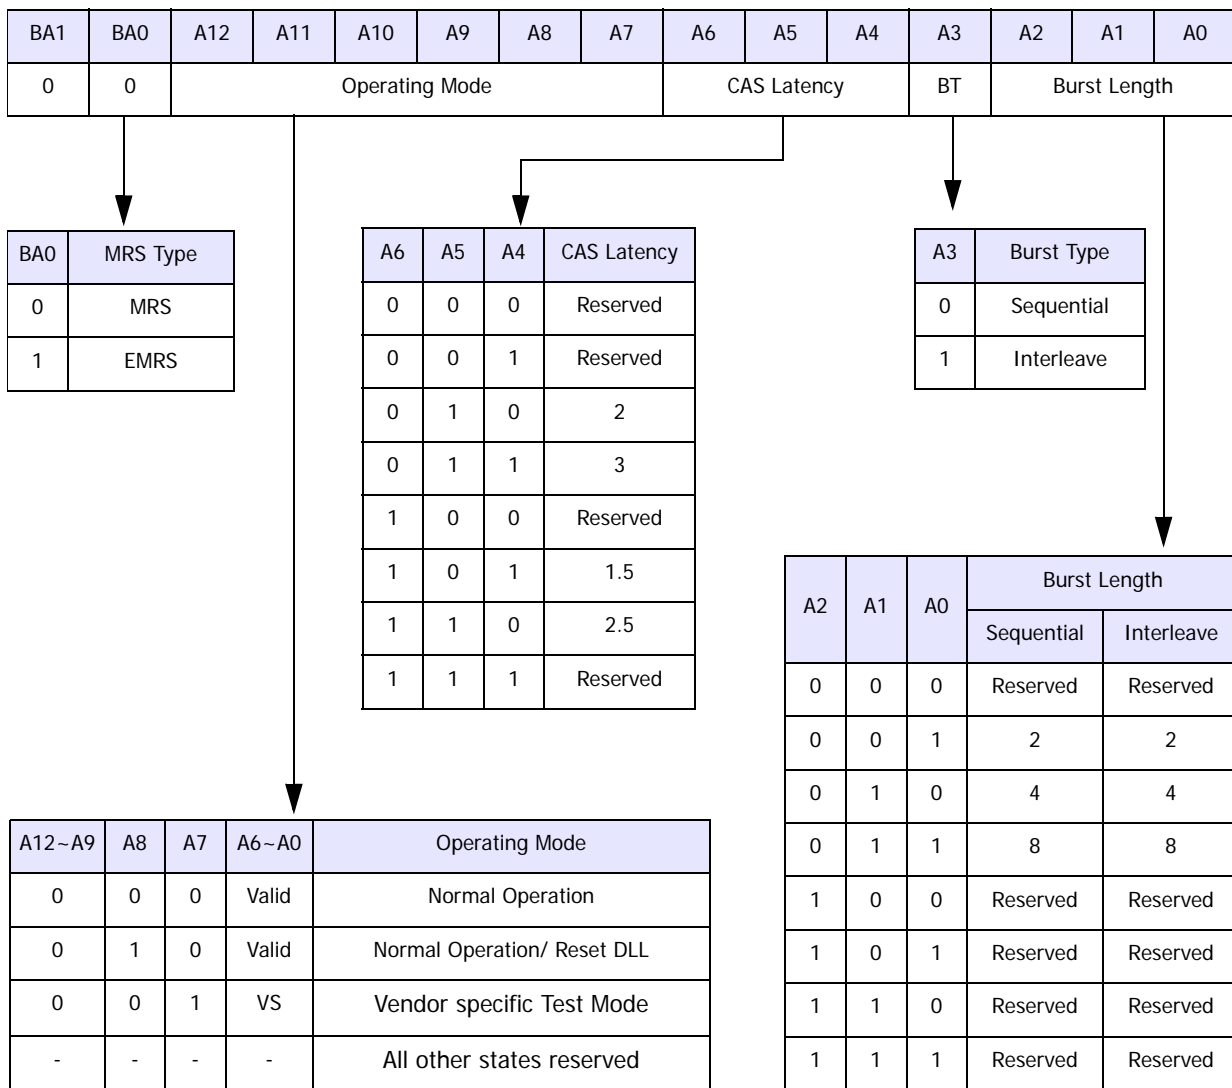 BA1 BA0 A12 A11 A10 A9 A8 A7 A6 A5 A4 A3 A2 A1 A0
0 0 Operating Mode CAS Latency BT Burst Length
BA0 MRS Type
0 MRS
1 EMRS
A6 A5 A4 CAS Latency
0 0 0 Reserved
0 0 1 Reserved
0 1 0 2
0 1 1 3
1 0 0 Reserved
1 0 1 1.5
1 1 0 2.5
1 1 1 Reserved
A3 Burst Type
0 Sequential
1 Interleave
A2 A1 A0 Burst Length
Sequential Interleave
0 0 0 Reserved Reserved
0 0 1 2 2
0 1 0 4 4
0 1 1 8 8
1 0 0 Reserved Reserved
1 0 1 Reserved Reserved
1 1 0 Reserved Reserved
1 1 1 Reserved Reserved
A12~A9 A8 A7 A6~A0 Operating Mode
0 0 0 Valid Normal Operation
0 1 0 Valid Normal Operation/ Reset DLL
0 0 1 VS Vendor specific Test Mode
- - - - All other states reserved